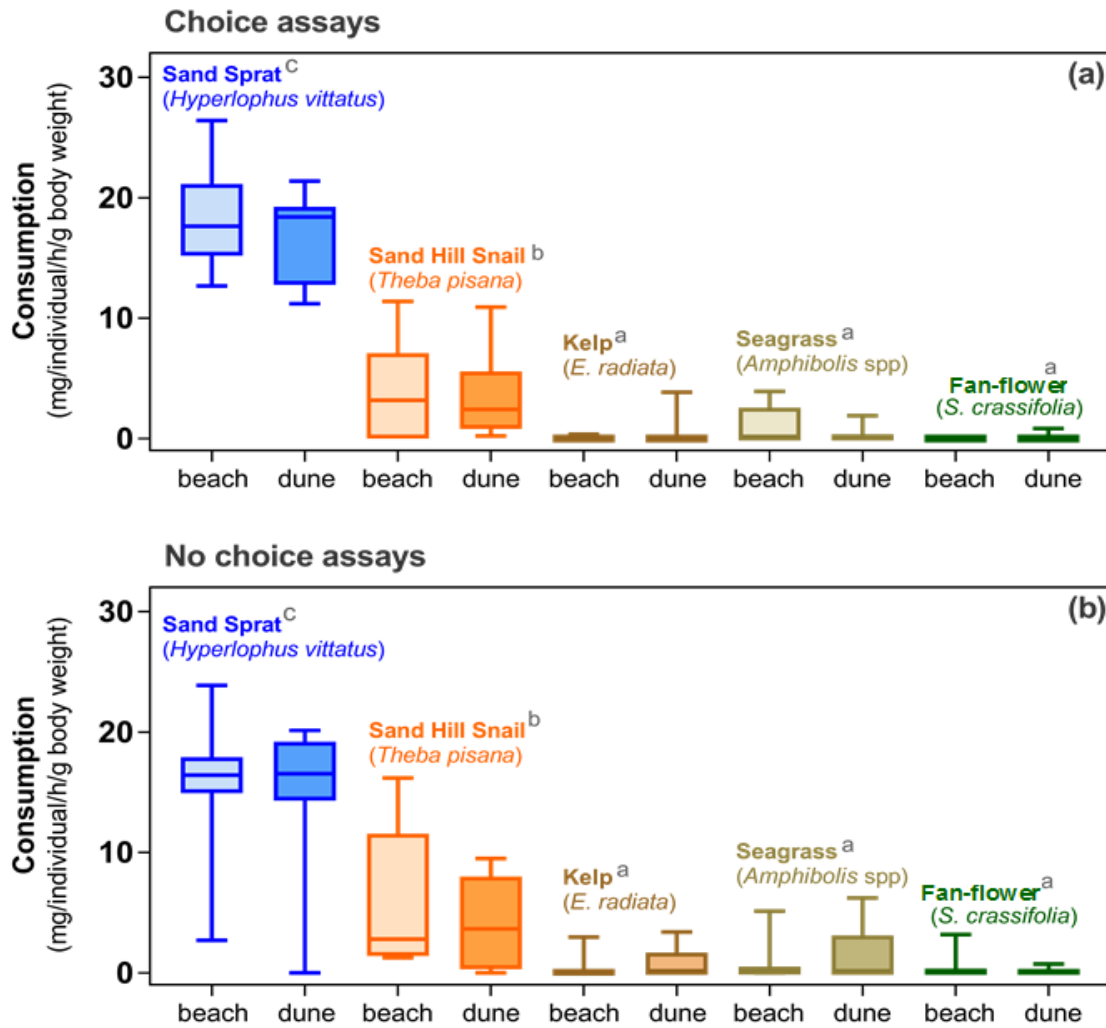 Choice assays
(a)
Consumption
(mg/individual/h/g body weight)
30
20
10
0
Sand Sprat c
(Hyperlophus vittatus)
Sand Hill Snail b
(Theba pisana)
Kelp a
(E. radiata)
Seagrass a
(Amphibolis spp)
Fan-flower a
(S. crassifolia)
beach dune beach dune beach dune beach dune beach dune
No choice assays
(b)
Consumption
(mg/individual/h/g body weight)
30
20
10
0
Sand Sprat c
(Hyperlophus vittatus)
Sand Hill Snail b
(Theba pisana)
Kelp a
(E. radiata)
Seagrass a
(Amphibolis spp)
Fan-flower a
(S. crassifolia)
beach dune beach dune beach dune beach dune beach dune